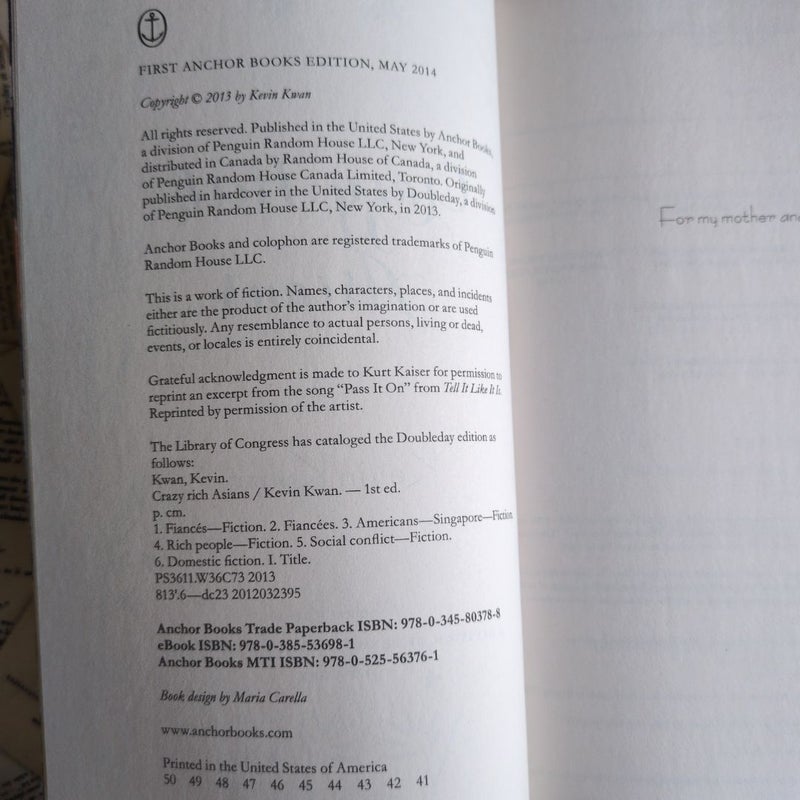 FIRST ANCHOR BOOKS EDITION, MAY 2014
Copyright © 2013 by Kevin Kwan
All rights reserved. Published in the United States by Anchor Books,
a division of Penguin Random House LLC, New York, and
distributed in Canada by Random House of Canada, a division
of Penguin Random House Canada Limited, Toronto. Originally
published in hardcover in the United States by Doubleday, a division
of Penguin Random House LLC, New York, in 2013.
Anchor Books and colophon are registered trademarks of Penguin
Random House LLC.
This is a work of fiction. Names, characters, places, and incidents
either are the product of the author's imagination or are used
fictitiously. Any resemblance to actual persons, living or dead,
events, or locales is entirely coincidental.
Grateful acknowledgment is made to Kurt Kaiser for permission to
reprint an excerpt from the song “Pass It On” from Tell It Like It Is.
Reprinted by permission of the artist.
The Library of Congress has cataloged the Doubleday edition as
follows:
Kwan, Kevin.
Crazy rich Asians / Kevin Kwan. — 1st ed.
p. cm.
1. Fiancés—Fiction. 2. Fiancées. 3. Americans—Singapore—Fiction.
4. Rich people—Fiction. 5. Social conflict—Fiction.
6. Domestic fiction. I. Title.
PS3611.W36C73 2013
813'.6—dc23 2012032395
Anchor Books Trade Paperback ISBN: 978-0-345-80378-8
eBook ISBN: 978-0-385-53698-1
Anchor Books MTI ISBN: 978-0-525-56376-1
Book design by Maria Carella
www.anchorbooks.com
Printed in the United States of America
50 49 48 47 46 45 44 43 42 41
For my mother and